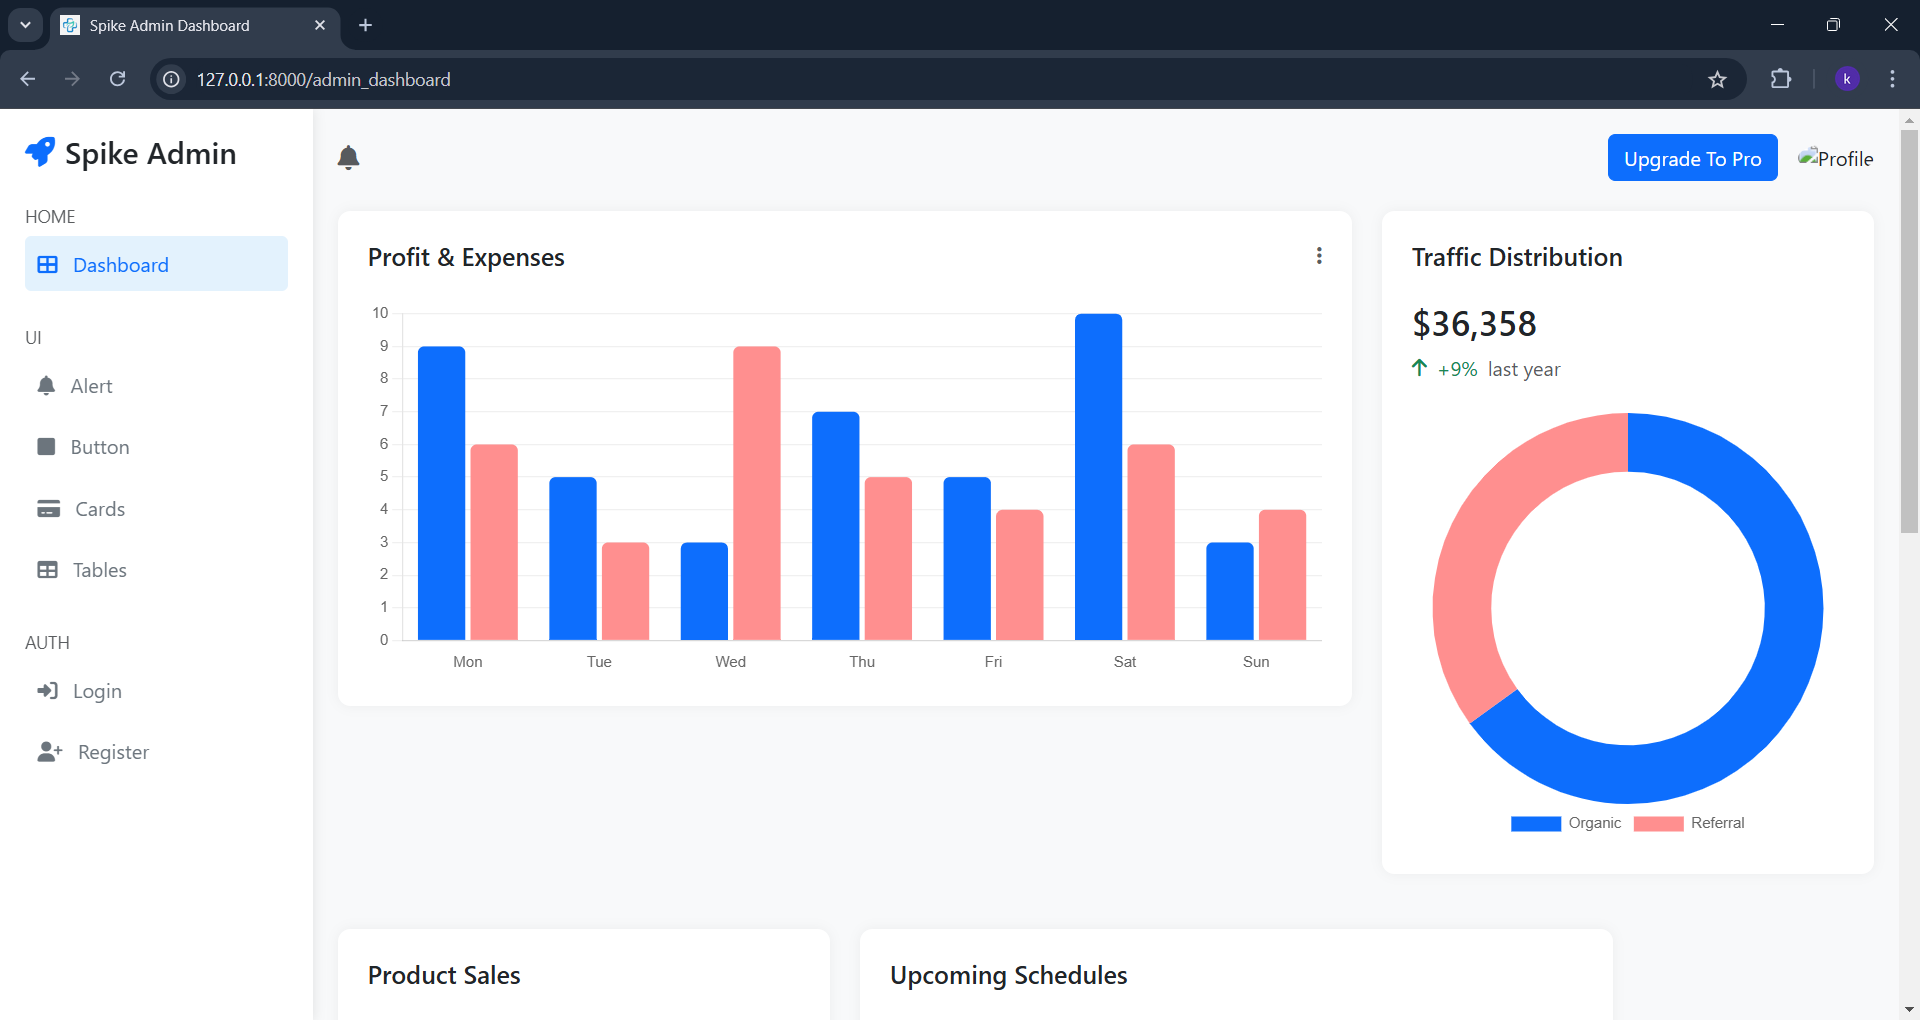 Spike Admin Dashboard
127.0.0.1:8000/admin_dashboard
k
Spike Admin
HOME
Dashboard
UI
Alert
Button
Cards
Tables
AUTH
Login
Register
Upgrade To Pro
Profile
Profit & Expenses
10
9
8
7
6
5
4
3
2
1
0
Mon Tue Wed Thu Fri Sat Sun
Traffic Distribution
$36,358
+9% last year
Organic Referral
Product Sales
Upcoming Schedules